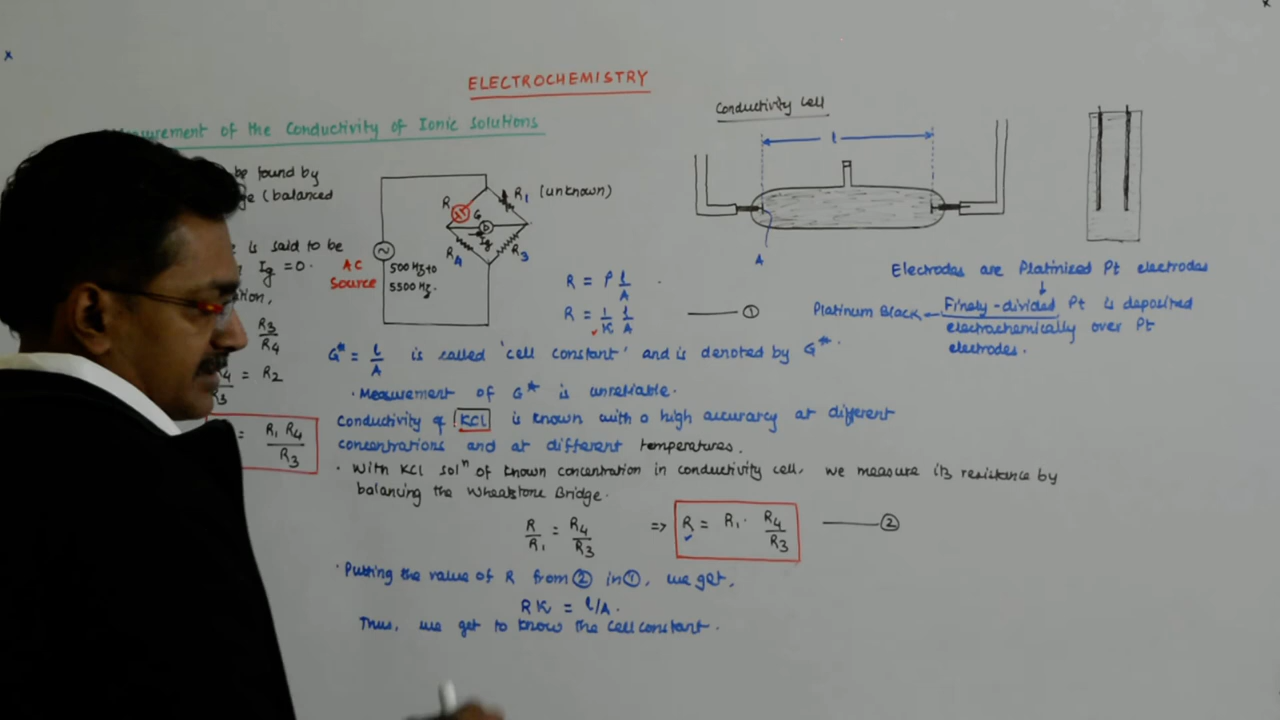 ELECTROCHEMISTRY
Measurement of the Conductivity of Ionic Solutions
be found by
ge (balanced
e is said to be
Ig = 0.
ation,
R3
R4
= R2
R3
= R1 R4
R3
R
R1 (unknown)
G
D
Ig
R4
R3
AC
Source
500 Hz to
5500 Hz.
R = ρ l
A
R = 1 l
K A
①
G* = l is called 'cell constant' and is denoted by G*.
A
· Measurement of G* is unreliable.
Conductivity of KCl is known with a high accuracy at different
concentrations and at different temperatures.
· With KCl solⁿ of known concentration in conductivity cell, we measure its resistance by
balancing the Wheatstone Bridge.
R = R4 => R = R1 · R4
R1 R3 R3
②
· Putting the value of R from ② in ①, we get,
RK = l/A.
Thus, we get to know the cell constant.
Conductivity Cell
l
A
Electrodes are Platinized Pt electrodes
Platinum Black ← Finely-divided Pt is deposited
electrochemically over Pt
electrodes.